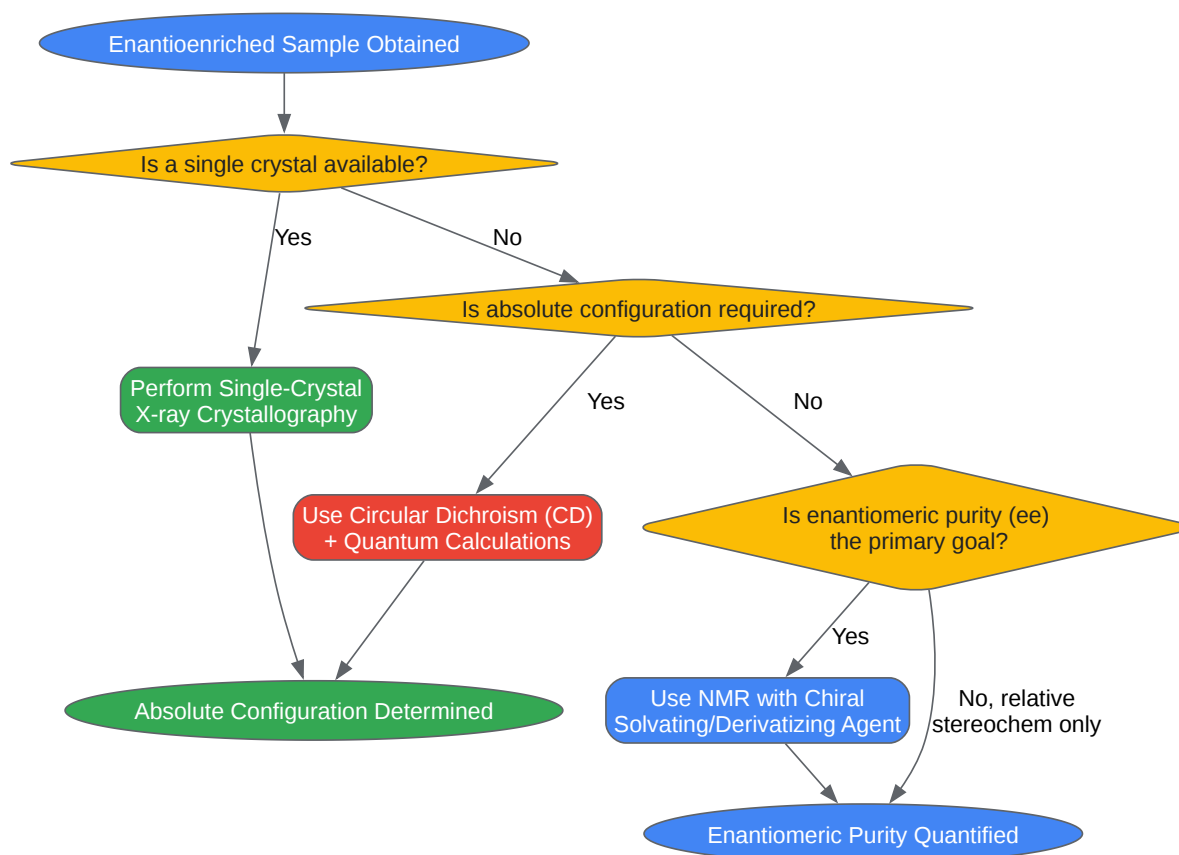 Enantioenriched Sample Obtained
Is a single crystal available?
Yes
No
Is absolute configuration required?
Perform Single-Crystal
X-ray Crystallography
Yes
No
Use Circular Dichroism (CD)
+ Quantum Calculations
Is enantiomeric purity (ee)
the primary goal?
Yes
Absolute Configuration Determined
Use NMR with Chiral
Solvating/Derivatizing Agent
No, relative
stereochem only
Enantiomeric Purity Quantified